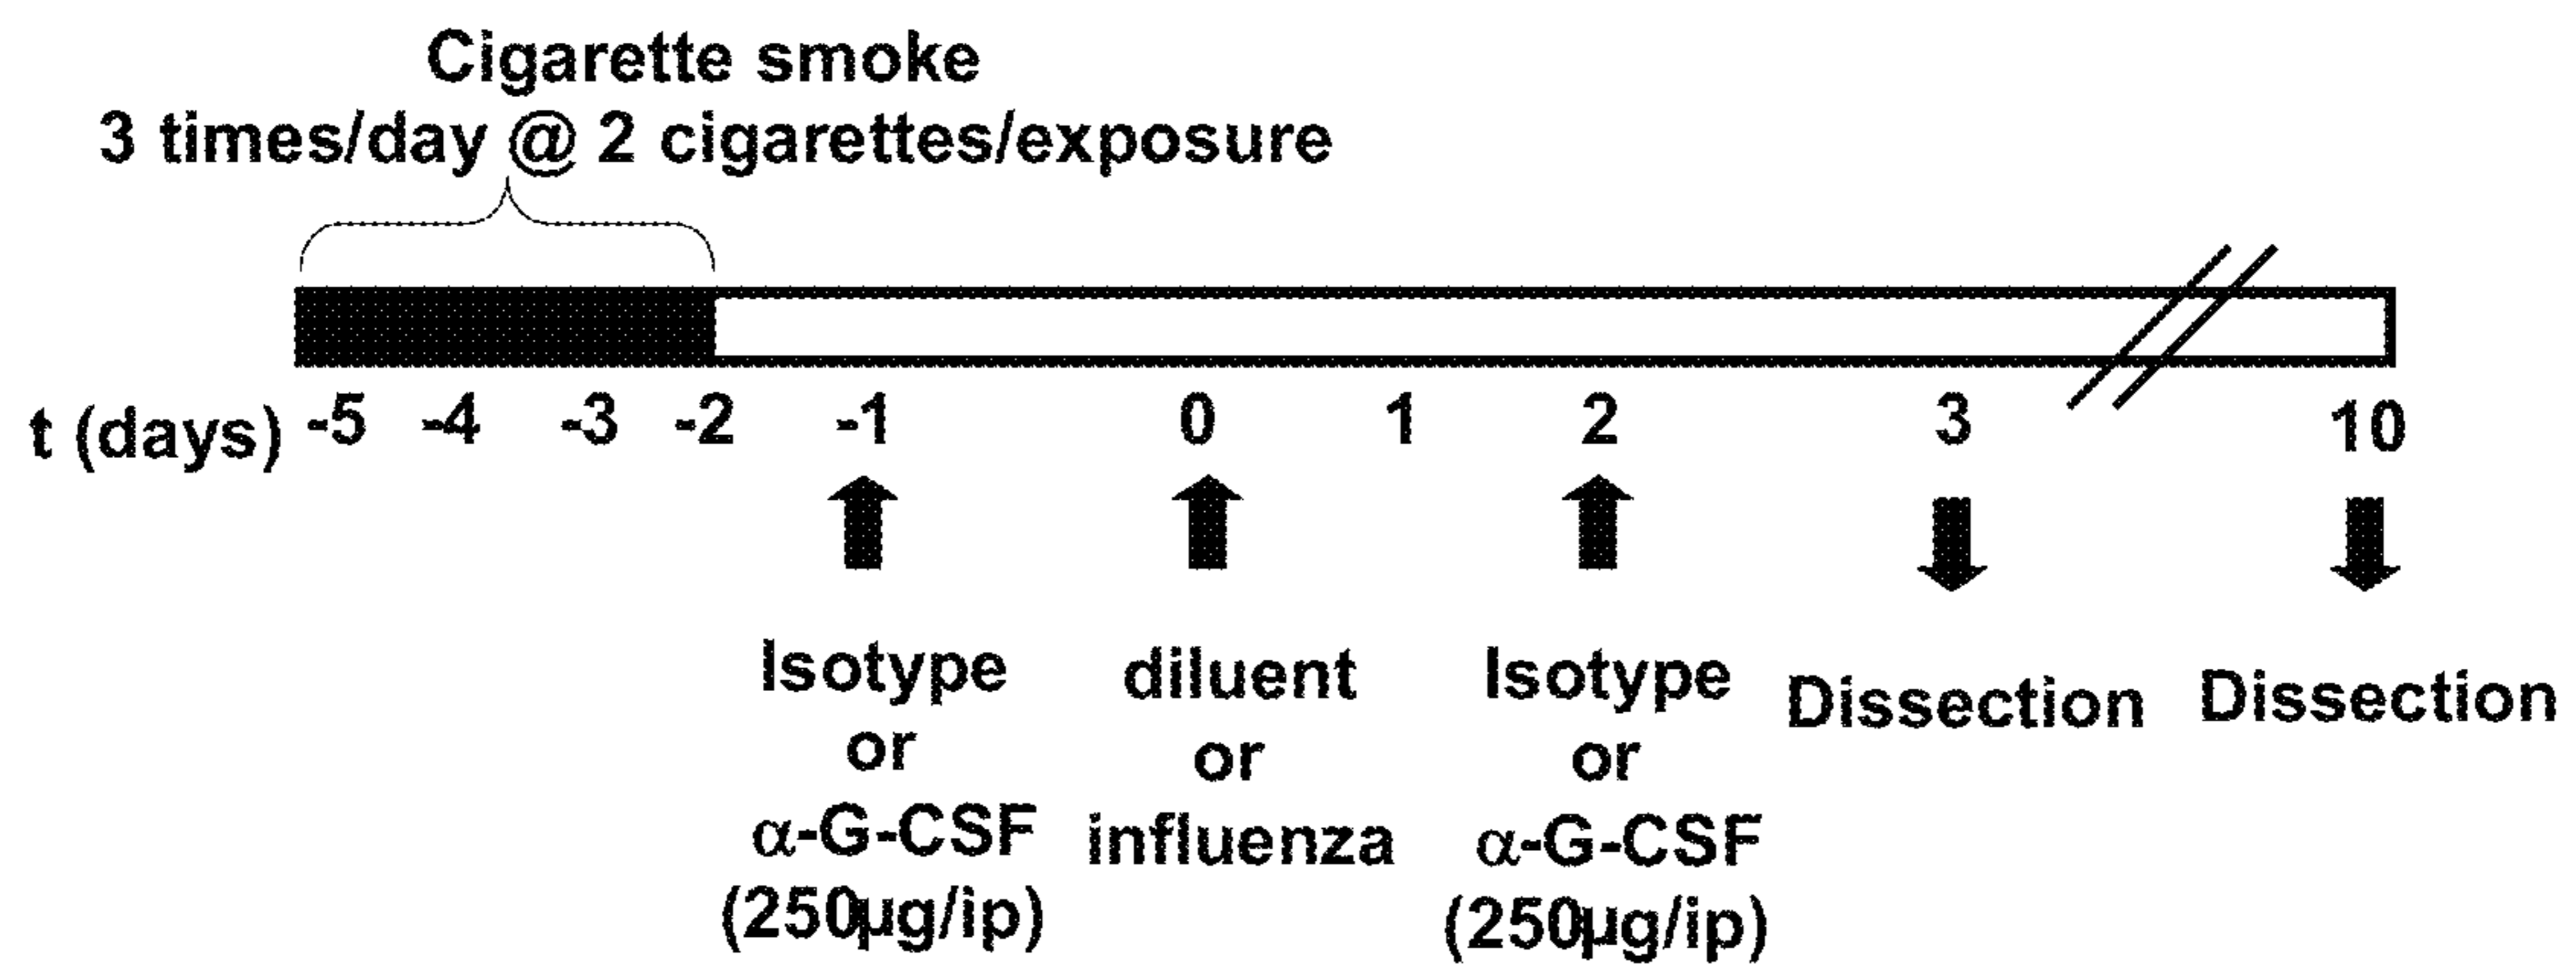 Cigarette smoke
3 times/day @ 2 cigarettes/exposure
t (days) -5 -4 -3 -2 -1 0 1 2 3 10
Isotype
or
α-G-CSF
(250µg/ip)
diluent
or
influenza
Isotype
or
α-G-CSF
(250µg/ip)
Dissection
Dissection